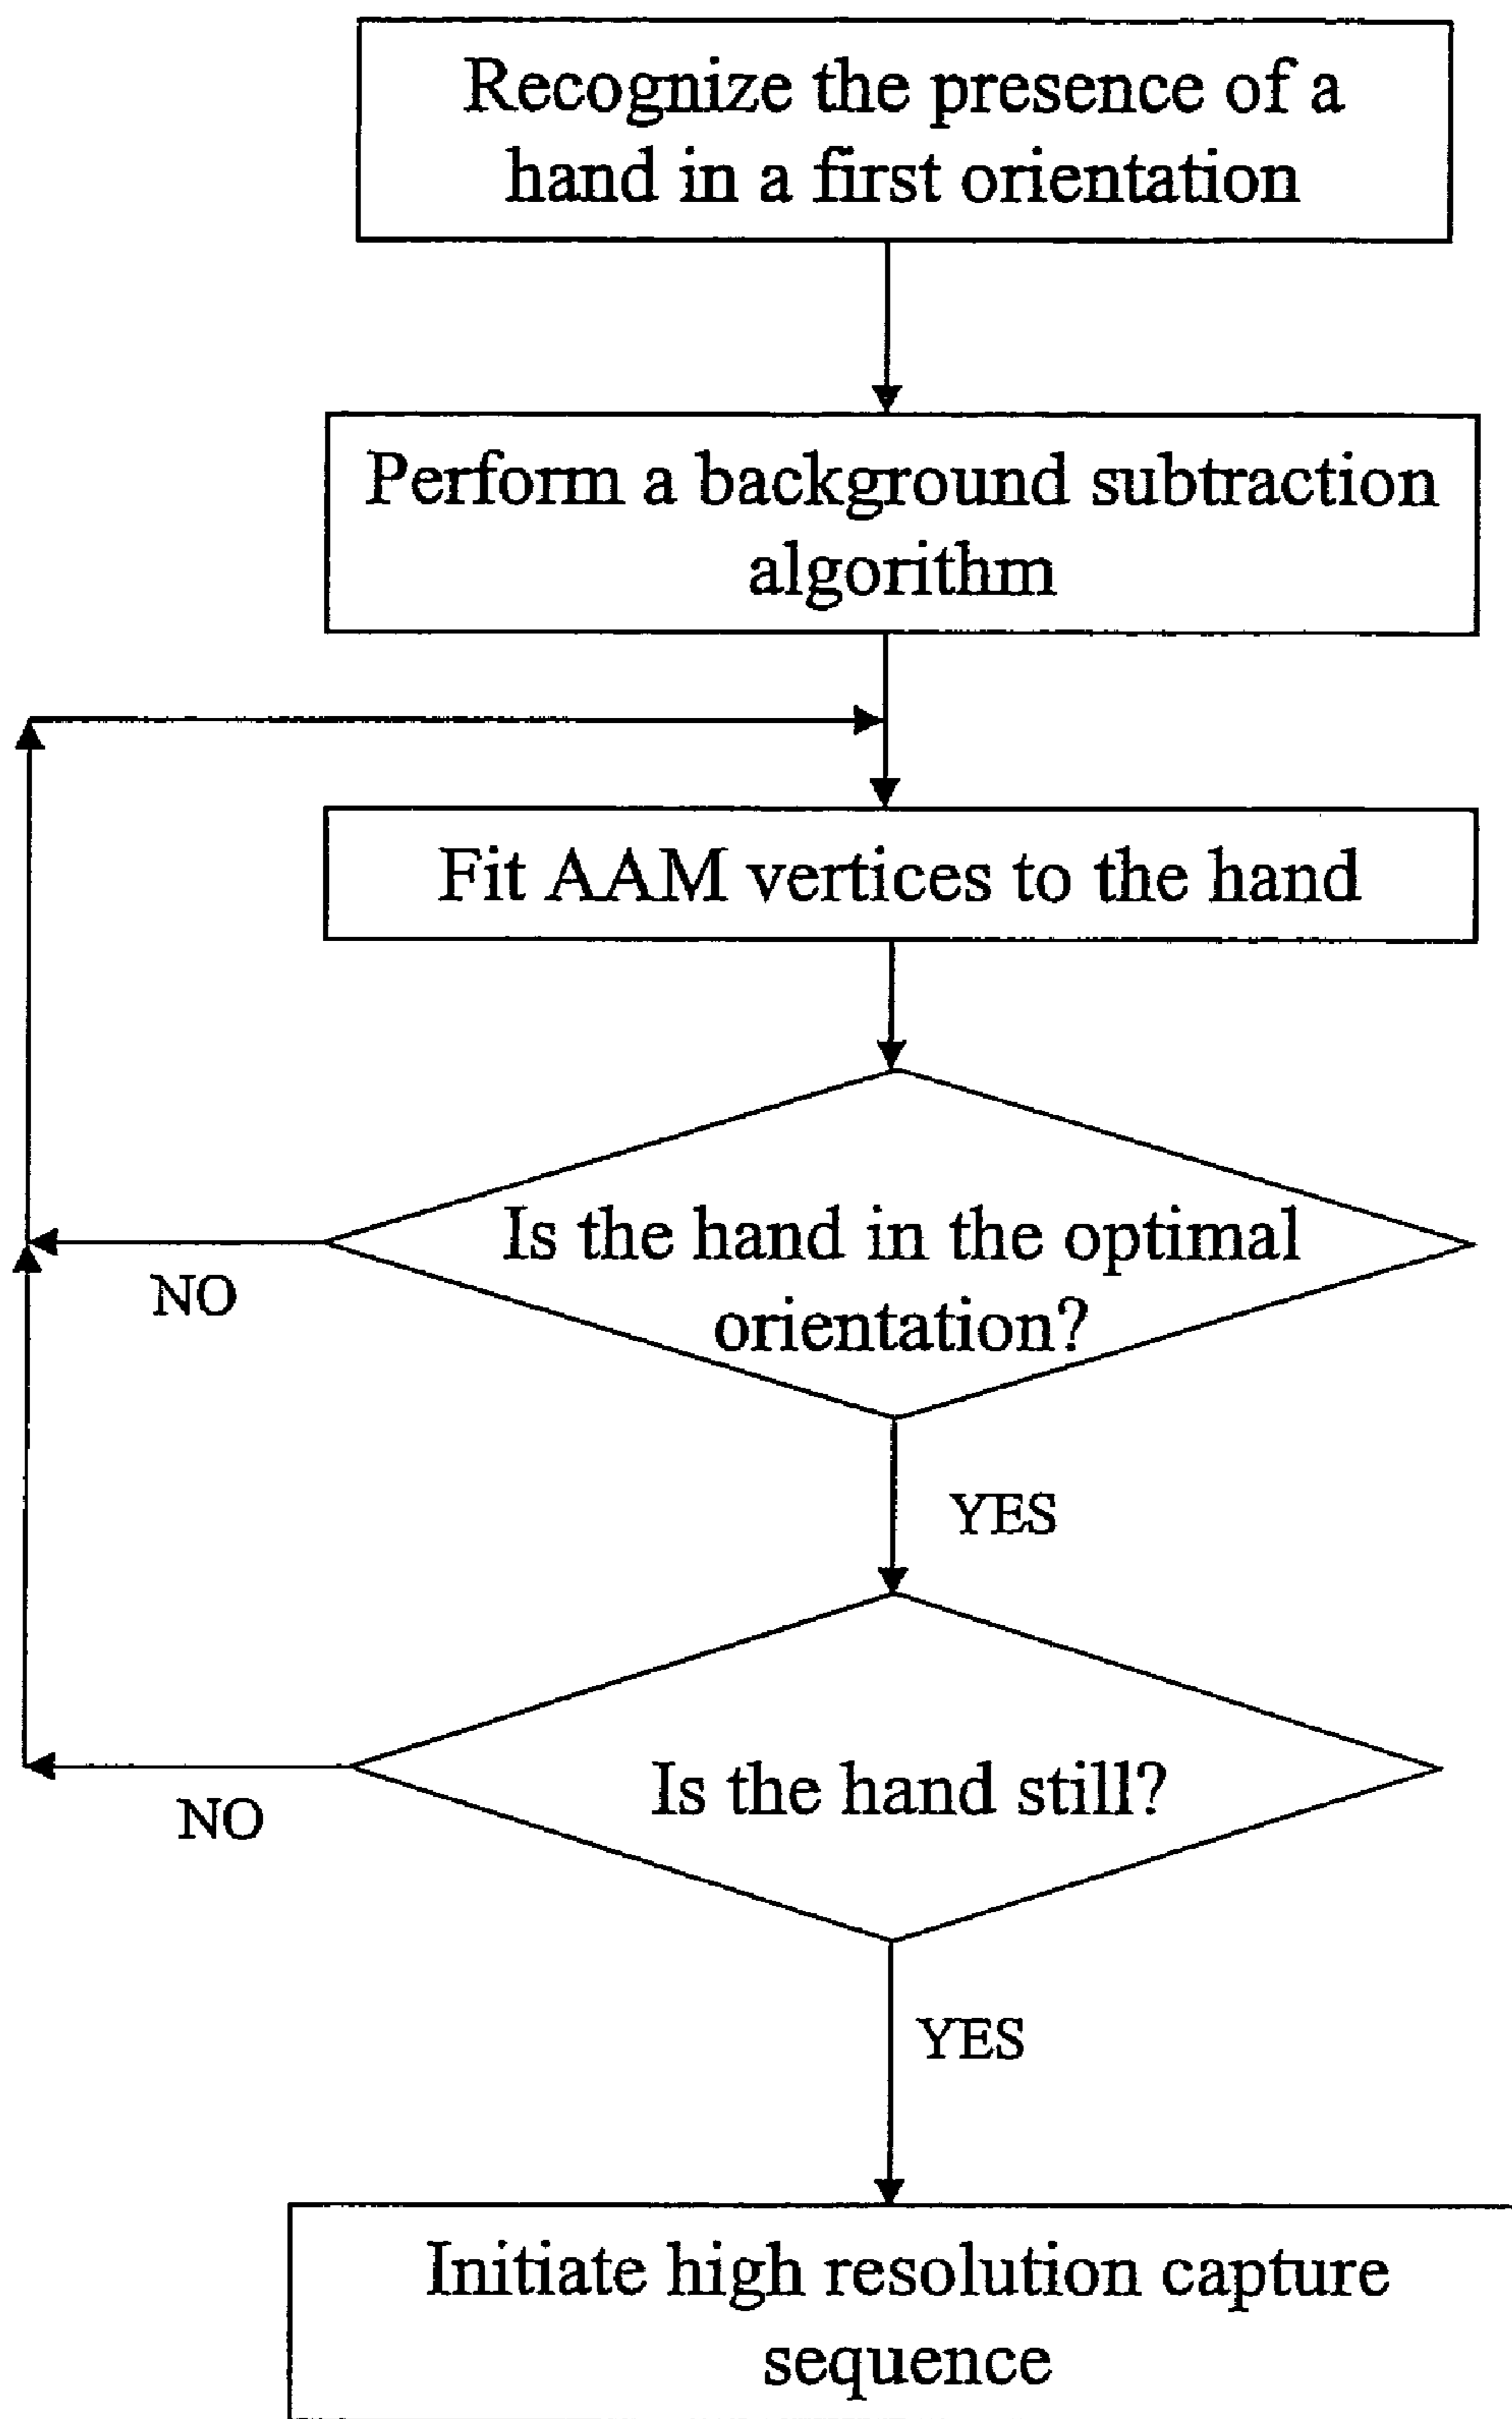 Recognize the presence of a
hand in a first orientation
Perform a background subtraction
algorithm
Fit AAM vertices to the hand
Is the hand in the optimal
orientation?
NO
YES
Is the hand still?
NO
YES
Initiate high resolution capture
sequence